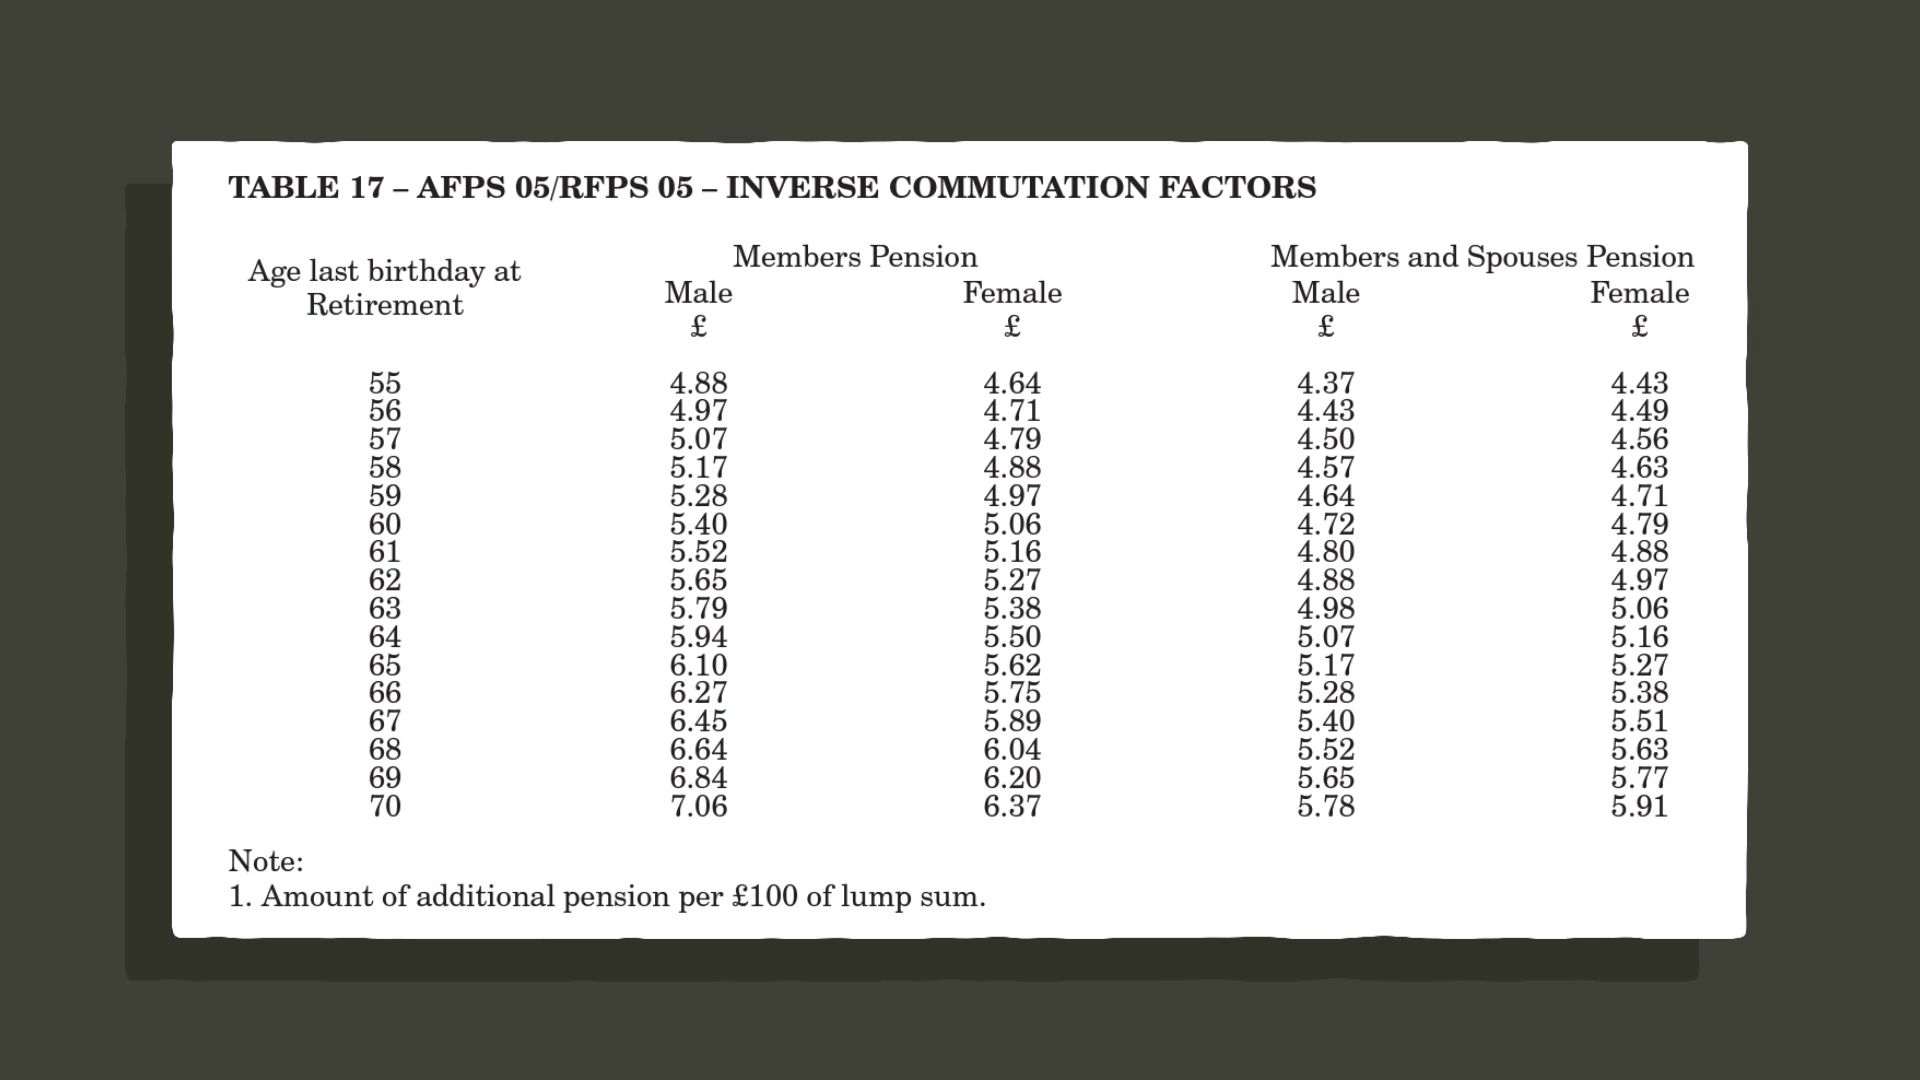 TABLE 17 – AFPS 05/RFPS 05 – INVERSE COMMUTATION FACTORS
Age last birthday at Retirement
Members Pension
Members and Spouses Pension
Male Female Male Female
£ £ £ £
55 4.88 4.64 4.37 4.43
56 4.97 4.71 4.43 4.49
57 5.07 4.79 4.50 4.56
58 5.17 4.88 4.57 4.63
59 5.28 4.97 4.64 4.71
60 5.40 5.06 4.72 4.79
61 5.52 5.16 4.80 4.88
62 5.65 5.27 4.88 4.97
63 5.79 5.38 4.98 5.06
64 5.94 5.50 5.07 5.16
65 6.10 5.62 5.17 5.27
66 6.27 5.75 5.28 5.38
67 6.45 5.89 5.40 5.51
68 6.64 6.04 5.52 5.63
69 6.84 6.20 5.65 5.77
70 7.06 6.37 5.78 5.91
Note:
1. Amount of additional pension per £100 of lump sum.